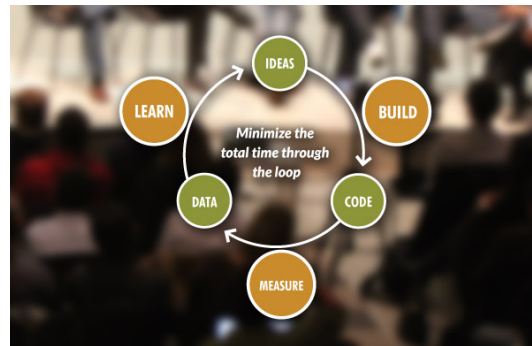 IDEAS
LEARN
BUILD
Minimize the
total time through
the loop
DATA
CODE
MEASURE